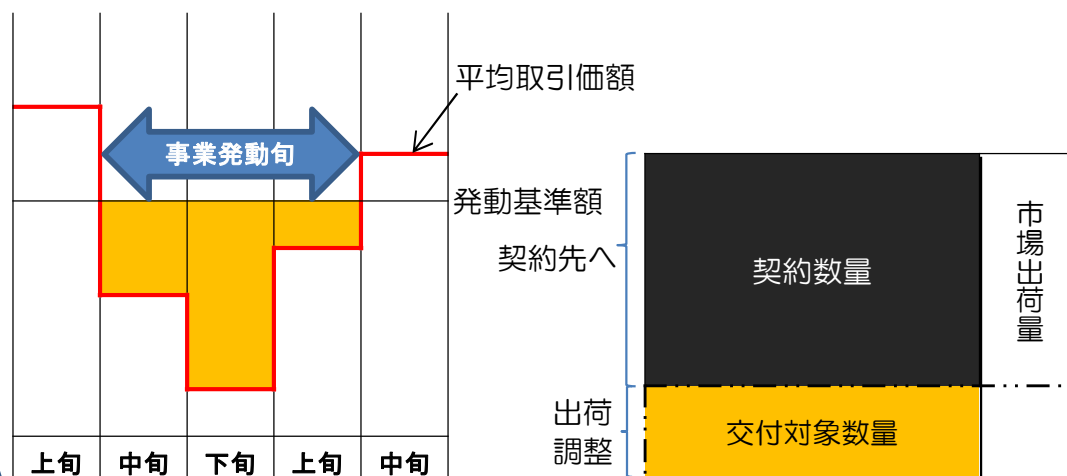 平均取引価額
事業発動旬
発動基準額
上旬
中旬
下旬
上旬
中旬
契約先へ
契約数量
市場出荷量
出荷
調整
交付対象数量